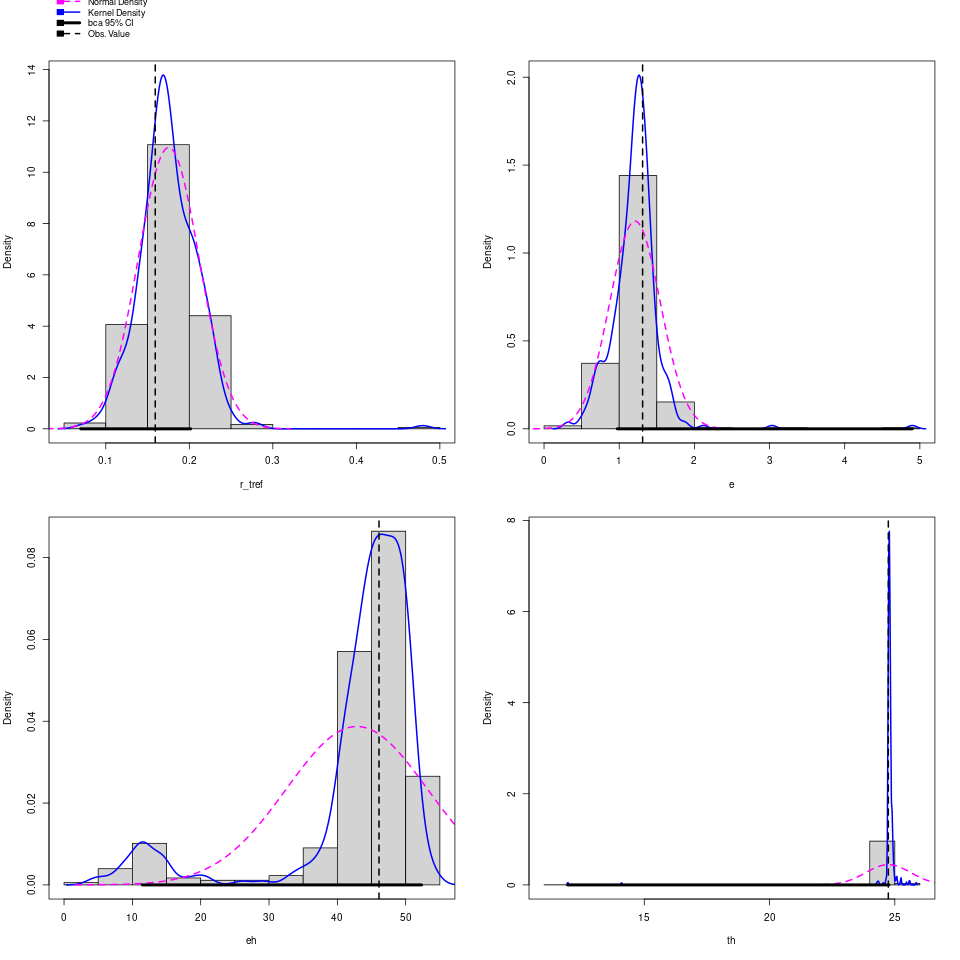 Normal Density
Kernel Density
bca 95% CI
Obs. Value
Density
0 2 4 6 8 10 12 14
0.1 0.2 0.3 0.4 0.5
r_tref
Density
0.0 0.5 1.0 1.5 2.0
0 1 2 3 4 5
e
Density
0.00 0.02 0.04 0.06 0.08
0 10 20 30 40 50
eh
Density
0 2 4 6 8
15 20 25
th